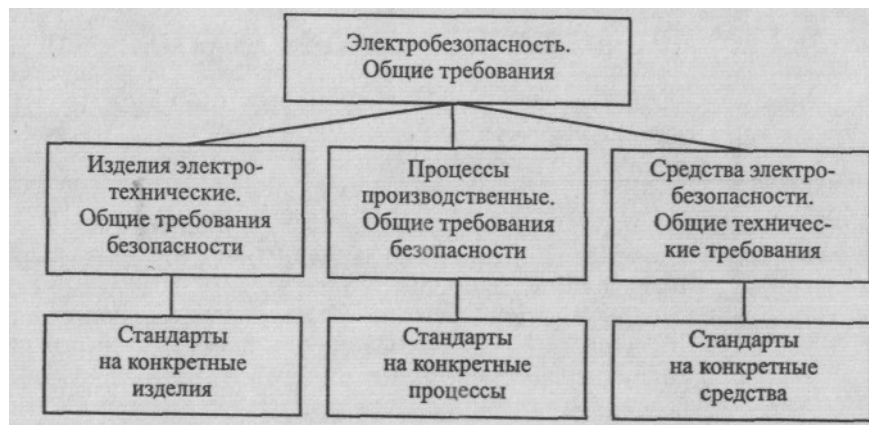 Электробезопасность.
Общие требования
Изделия электро-
технические.
Общие требования
безопасности
Процессы
производственные.
Общие требования
безопасности
Средства электро-
безопасности.
Общие техничес-
кие требования
Стандарты
на конкретные
изделия
Стандарты
на конкретные
процессы
Стандарты
на конкретные
средства